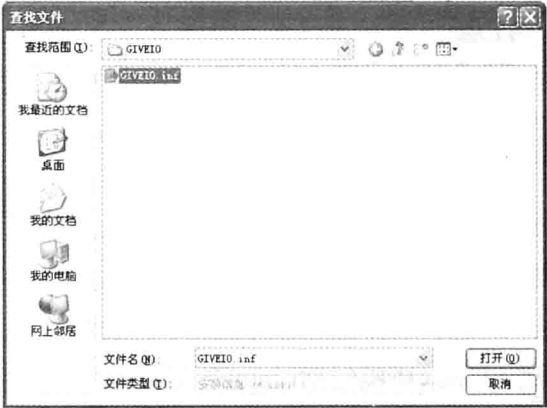 查找文件
查找范围(I):
GIVEIO
GIVEIO.inf
我最近的文档
桌面
我的文档
我的电脑
网上邻居
文件名(N):
GIVEIO.inf
打开(O)
文件类型(T):
取消